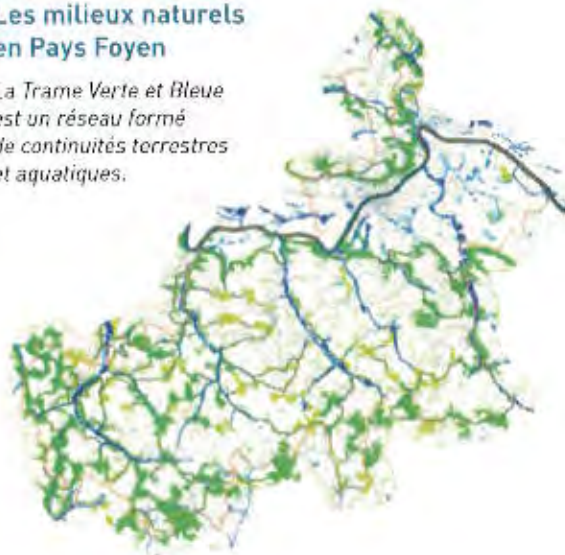 Les milieux naturels
en Pays Foyen
La Trame Verte et Bleue
est un réseau formé
de continuités terrestres
et aquatiques.